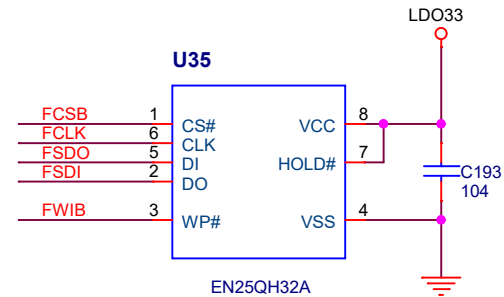 LDO33
U35
FCSB 1 CS# VCC 8
FCLK 6 CLK
FSDO 5 DI HOLD# 7
FSDI 2 DO
C193
104
FWIB 3 WP# VSS 4
EN25QH32A